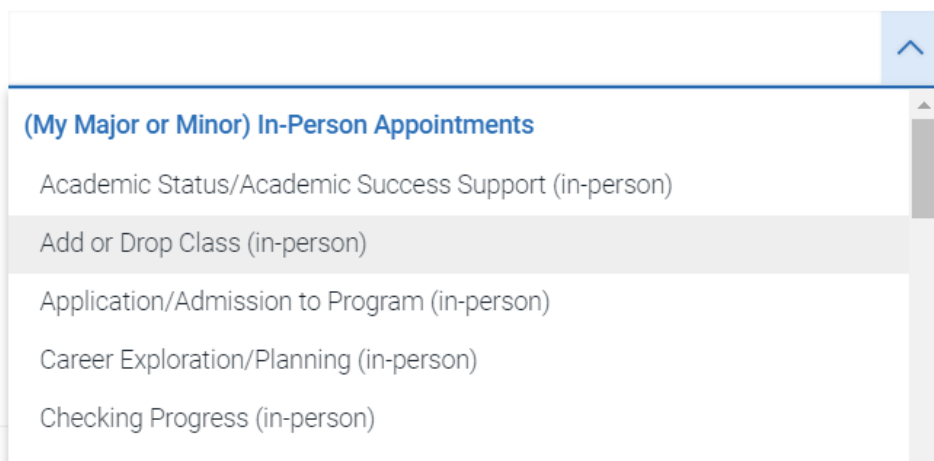 (My Major or Minor) In-Person Appointments
Academic Status/Academic Success Support (in-person)
Add or Drop Class (in-person)
Application/Admission to Program (in-person)
Career Exploration/Planning (in-person)
Checking Progress (in-person)